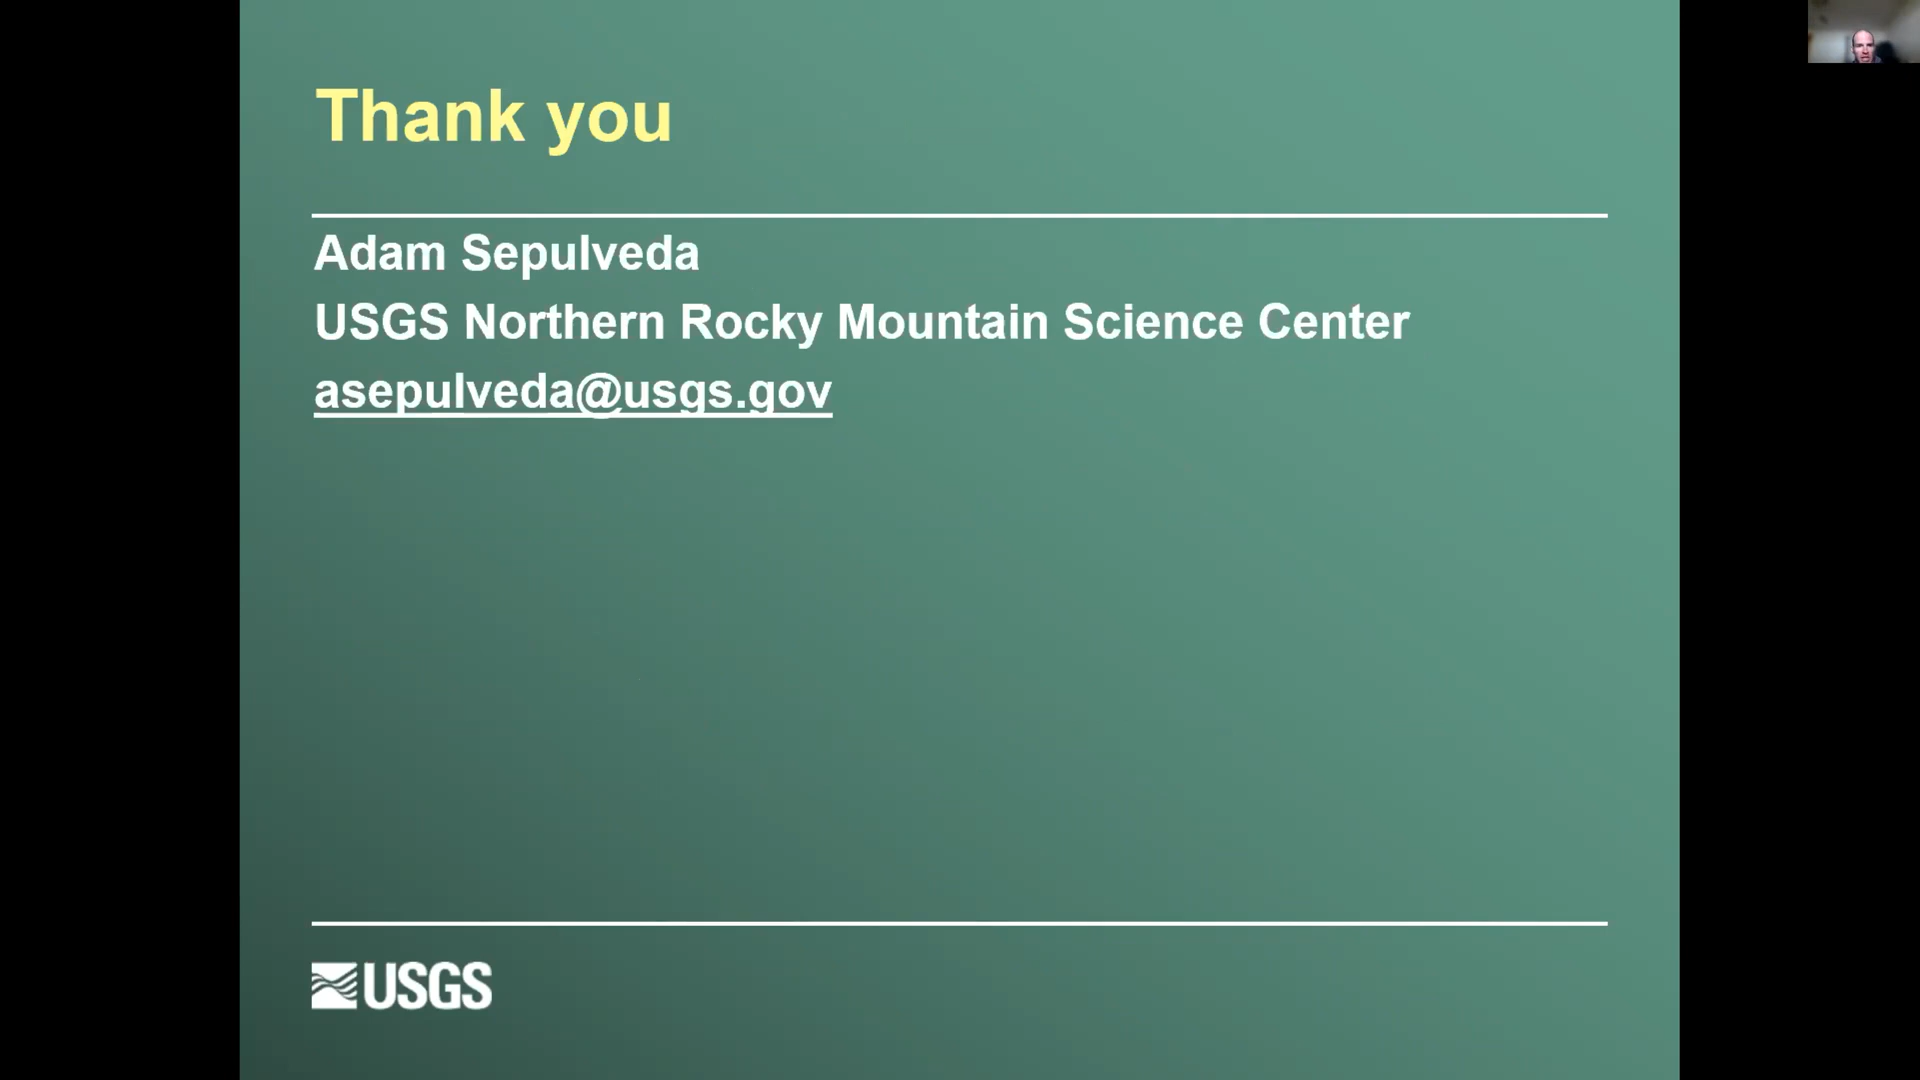 Thank you
Adam Sepulveda
USGS Northern Rocky Mountain Science Center
asepulveda@usgs.gov
USGS